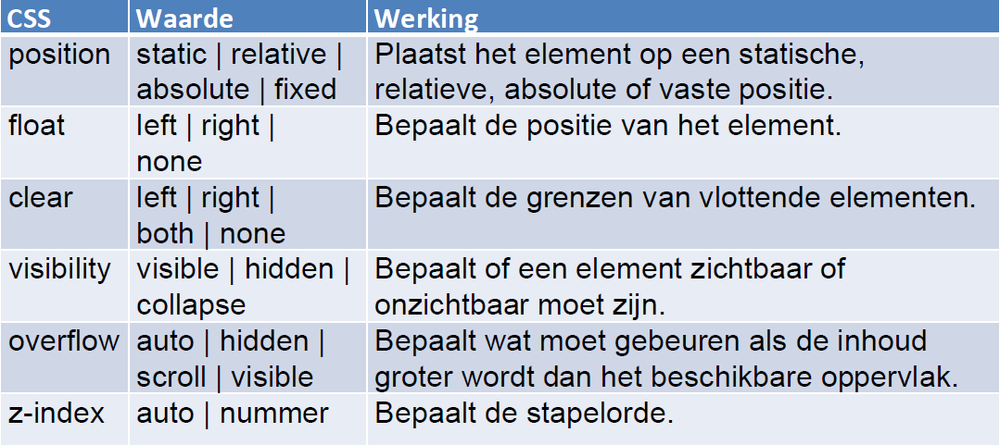 CSS Waarde Werking
position static | relative | Plaatst het element op een statische,
absolute | fixed relatieve, absolute of vaste positie.
float left | right | Bepaalt de positie van het element.
none
clear left | right | Bepaalt de grenzen van vlottende elementen.
both | none
visibility visible | hidden | Bepaalt of een element zichtbaar of
collapse onzichtbaar moet zijn.
overflow auto | hidden | Bepaalt wat moet gebeuren als de inhoud
scroll | visible groter wordt dan het beschikbare oppervlak.
z-index auto | nummer Bepaalt de stapelorde.